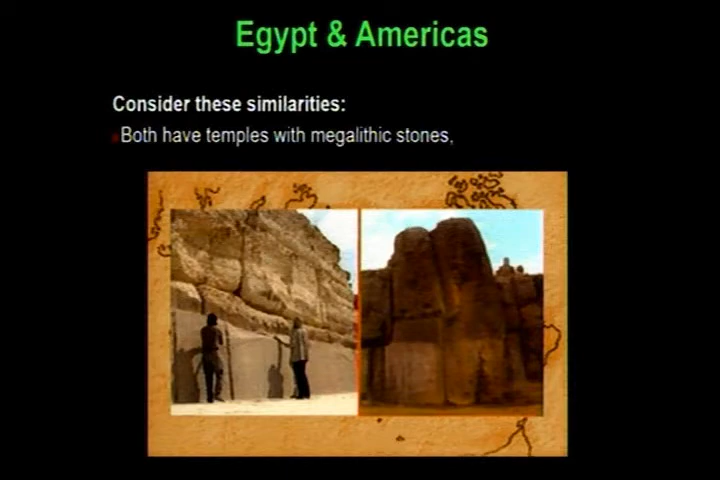 Egypt & Americas
Consider these similarities:
Both have temples with megalithic stones,